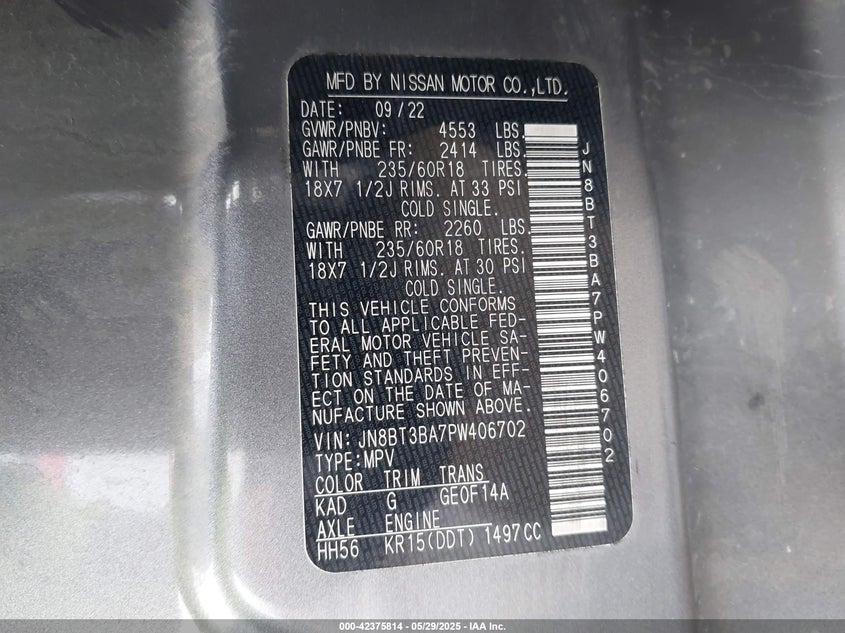 MFD BY NISSAN MOTOR CO.,LTD.
DATE: 09/22
GVWR/PNBV: 4553 LBS.
GAWR/PNBE FR: 2414 LBS.
WITH 235/60R18 TIRES.
18X7 1/2J RIMS. AT 33 PSI
COLD SINGLE.
GAWR/PNBE RR: 2260 LBS.
WITH 235/60R18 TIRES.
18X7 1/2J RIMS. AT 30 PSI
COLD SINGLE.
THIS VEHICLE CONFORMS
TO ALL APPLICABLE FED-
ERAL MOTOR VEHICLE SA-
FETY AND THEFT PREVEN-
TION STANDARDS IN EFF-
ECT ON THE DATE OF MA-
NUFACTURE SHOWN ABOVE.
VIN: JN8BT3BA7PW406702
TYPE:MPV
COLOR TRIM TRANS
KAD G GE0F14A
AXLE ENGINE
HH56 KR15(DDT) 1497CC
JN8BT3BA7PW406702
000-42375814 - 05/29/2025 - IAA Inc.